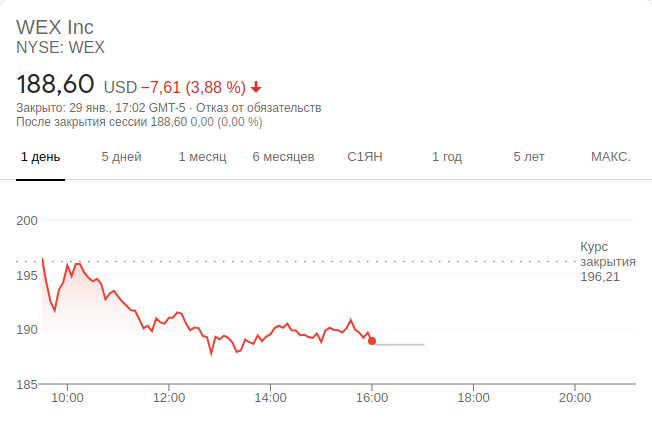 WEX Inc
NYSE: WEX
188,60 USD −7,61 (3,88 %)
Закрыто: 29 янв., 17:02 GMT-5 · Отказ от обязательств
После закрытия сессии 188,60 0,00 (0,00 %)
1 день 5 дней 1 месяц 6 месяцев С1ЯН 1 год 5 лет МАКС.
200
Курс
закрытия
196,21
195
190
185
10:00 12:00 14:00 16:00 18:00 20:00